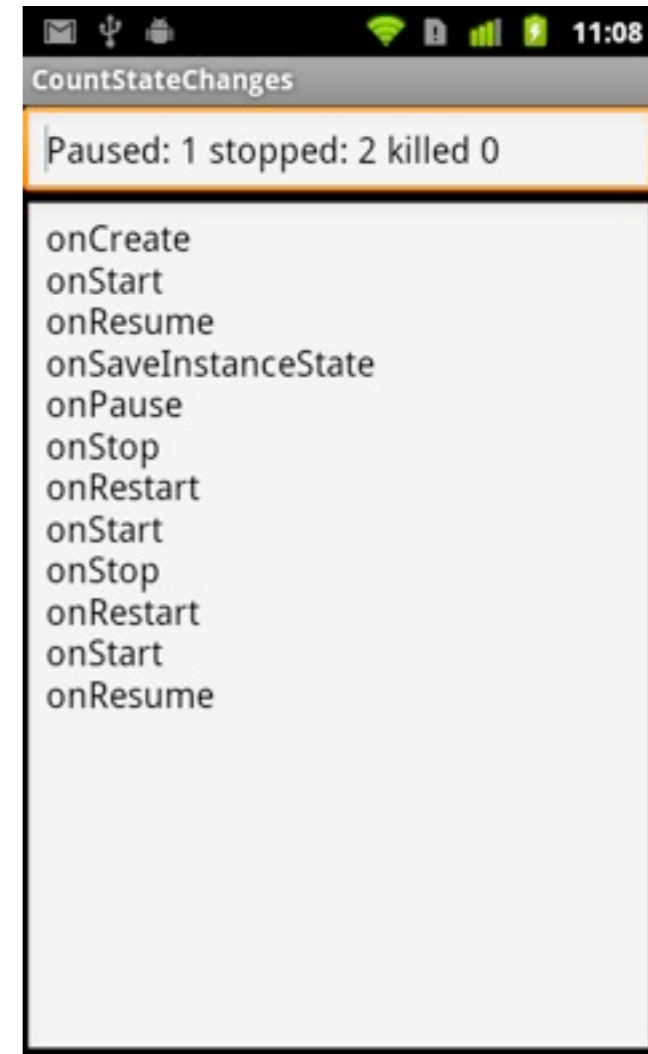 11:08
CountStateChanges
Paused: 1 stopped: 2 killed 0
onCreate
onStart
onResume
onSaveInstanceState
onPause
onStop
onRestart
onStart
onStop
onRestart
onStart
onResume